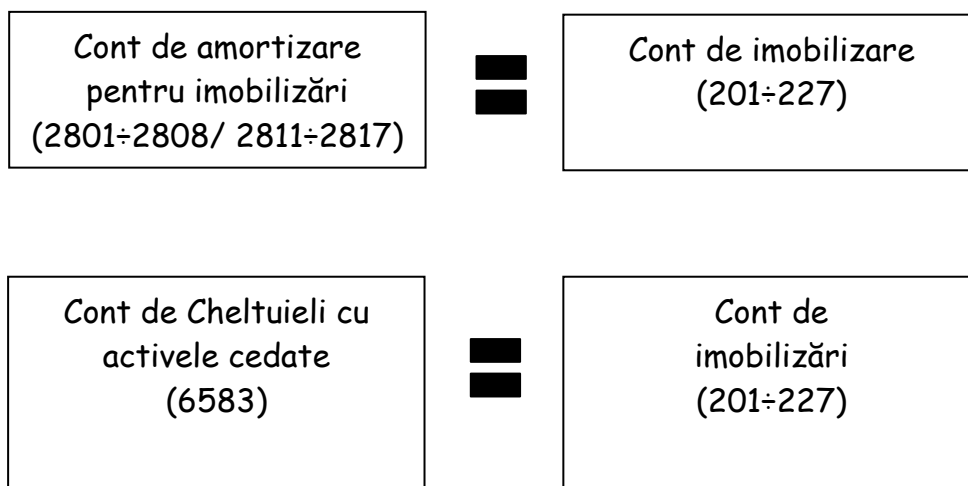 Cont de amortizare
pentru imobilizări
(2801÷2808/ 2811÷2817)
Cont de imobilizare
(201÷227)
Cont de Cheltuieli cu
activele cedate
(6583)
Cont de
imobilizări
(201÷227)